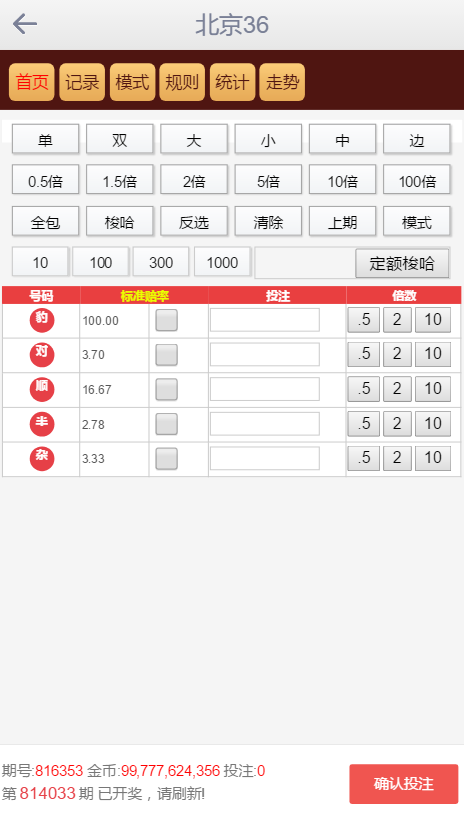 北京36
首页 记录 模式 规则 统计 走势
单 双 大 小 中 边
0.5倍 1.5倍 2倍 5倍 10倍 100倍
全包 梭哈 反选 清除 上期 模式
10 100 300 1000 定额梭哈
号码 标准赔率 投注 倍数
豹 100.00 .5 2 10
对 3.70 .5 2 10
顺 16.67 .5 2 10
半 2.78 .5 2 10
杂 3.33 .5 2 10
期号:816353 金币:99,777,624,356 投注:0
第 814033 期 已开奖，请刷新!
确认投注